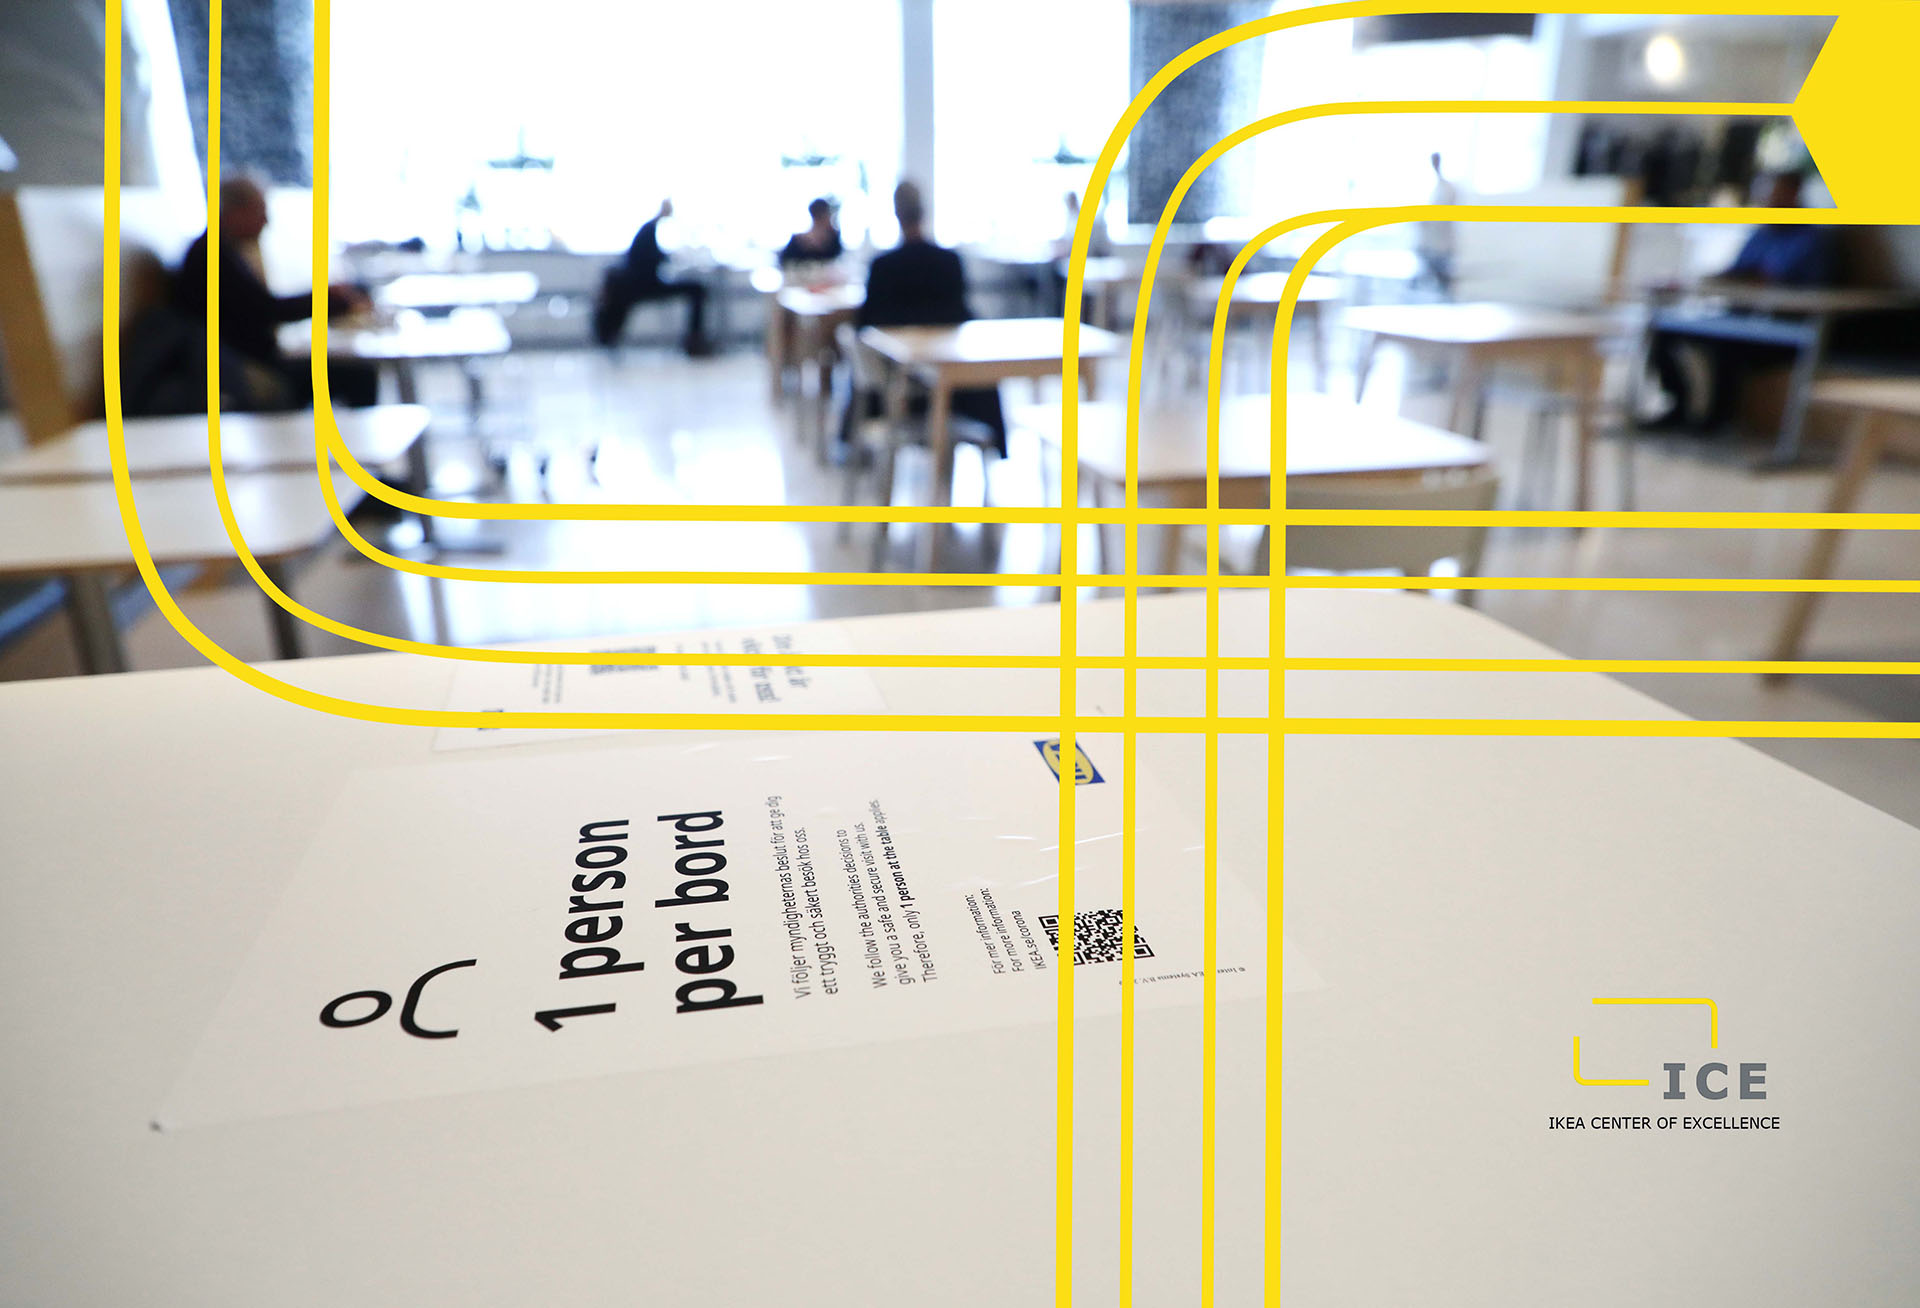 1 person
per bord
Vi följer myndigheternas beslut för att ge dig
ett tryggt och säkert besök hos oss.
We follow the authorities decisions to
give you a safe and secure visit with us.
Therefore, only 1 person at the table applies.
För mer information:
For more information:
IKEA.se/corona
© Inter Systems B.V.
ICE
IKEA CENTER OF EXCELLENCE